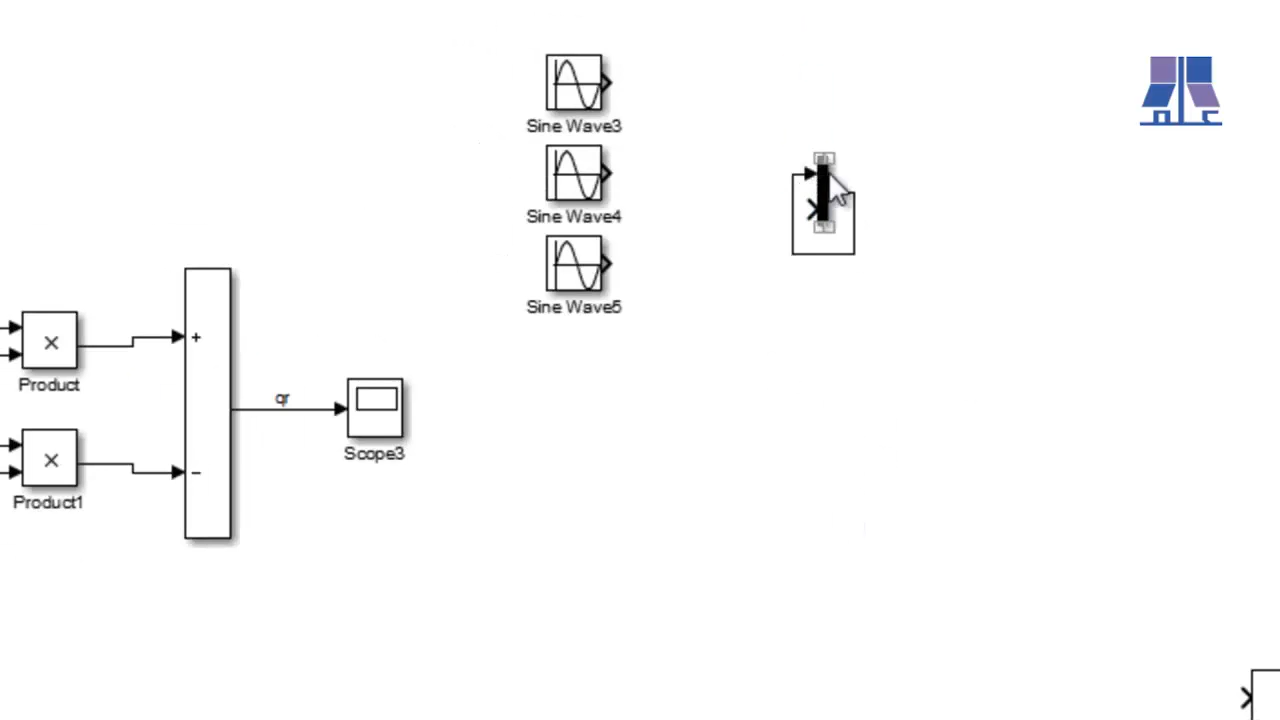 Sine Wave3
Sine Wave4
Sine Wave5
×
Product
+
−
qr
Scope3
×
Product1